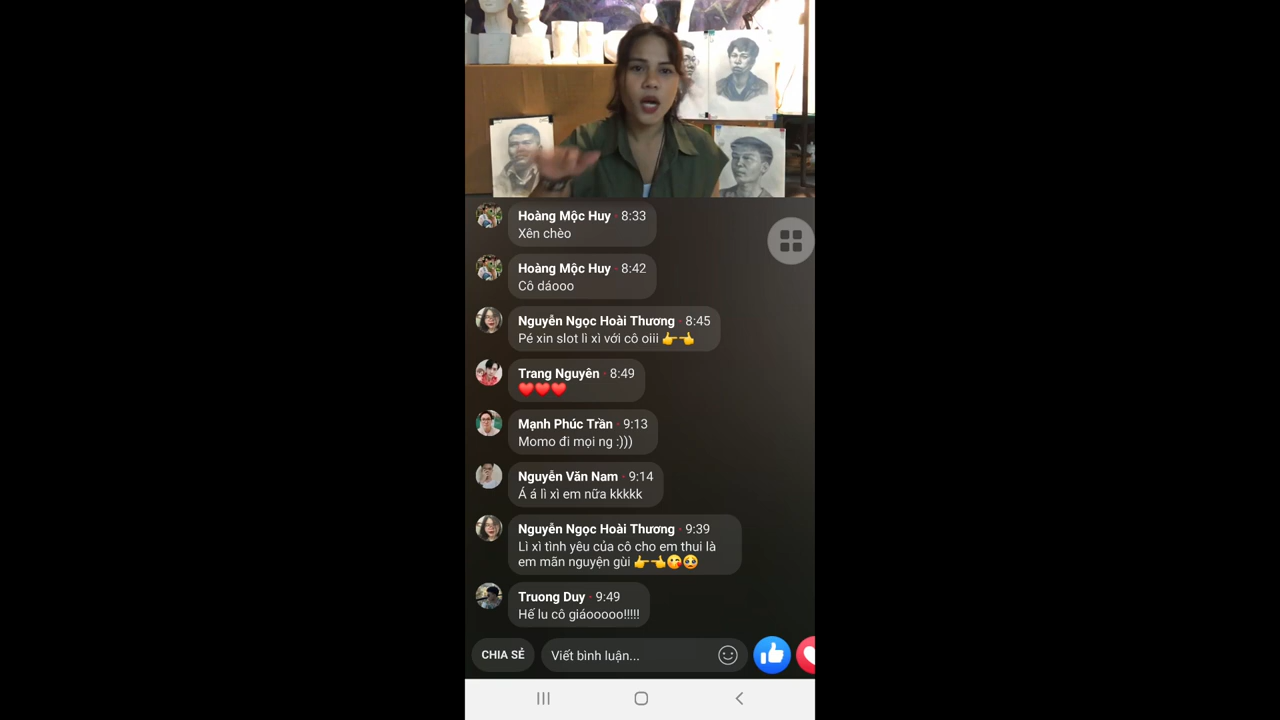 Hoàng Mộc Huy · 8:33
Xên chèo
Hoàng Mộc Huy · 8:42
Cô dáooo
Nguyễn Ngọc Hoài Thương · 8:45
Pé xin slot lì xì với cô oiii 👉👈
Trang Nguyên · 8:49
❤️❤️❤️
Mạnh Phúc Trần · 9:13
Momo đi mọi ng :)))
Nguyễn Văn Nam · 9:14
Á á lì xì em nữa kkkkk
Nguyễn Ngọc Hoài Thương · 9:39
Lì xì tình yêu của cô cho em thui là
em mãn nguyện gùi 👉👈😘🥺
Truong Duy · 9:49
Hế lu cô giáooooo!!!!!
CHIA SẺ
Viết bình luận...